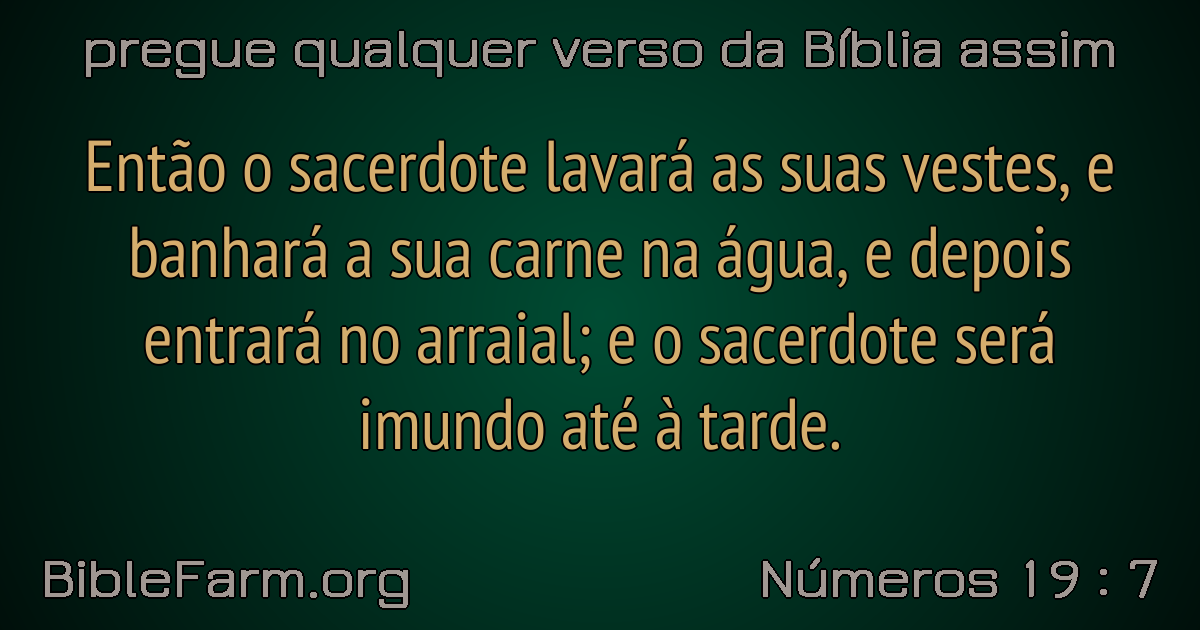 pregue qualquer verso da Bíblia assim
Então o sacerdote lavará as suas vestes, e
banhará a sua carne na água, e depois
entrará no arraial; e o sacerdote será
imundo até à tarde.
BibleFarm.org
Números 19 : 7